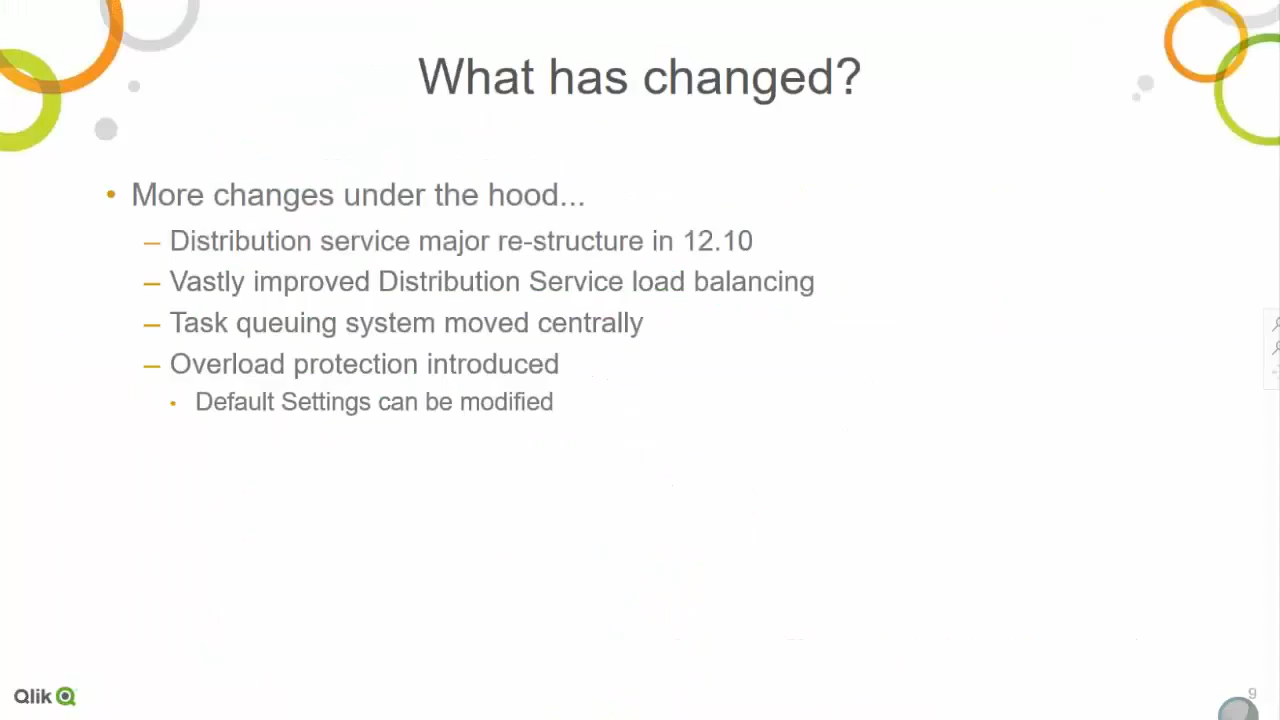 What has changed?
• More changes under the hood...
– Distribution service major re-structure in 12.10
– Vastly improved Distribution Service load balancing
– Task queuing system moved centrally
– Overload protection introduced
• Default Settings can be modified
Qlik
9